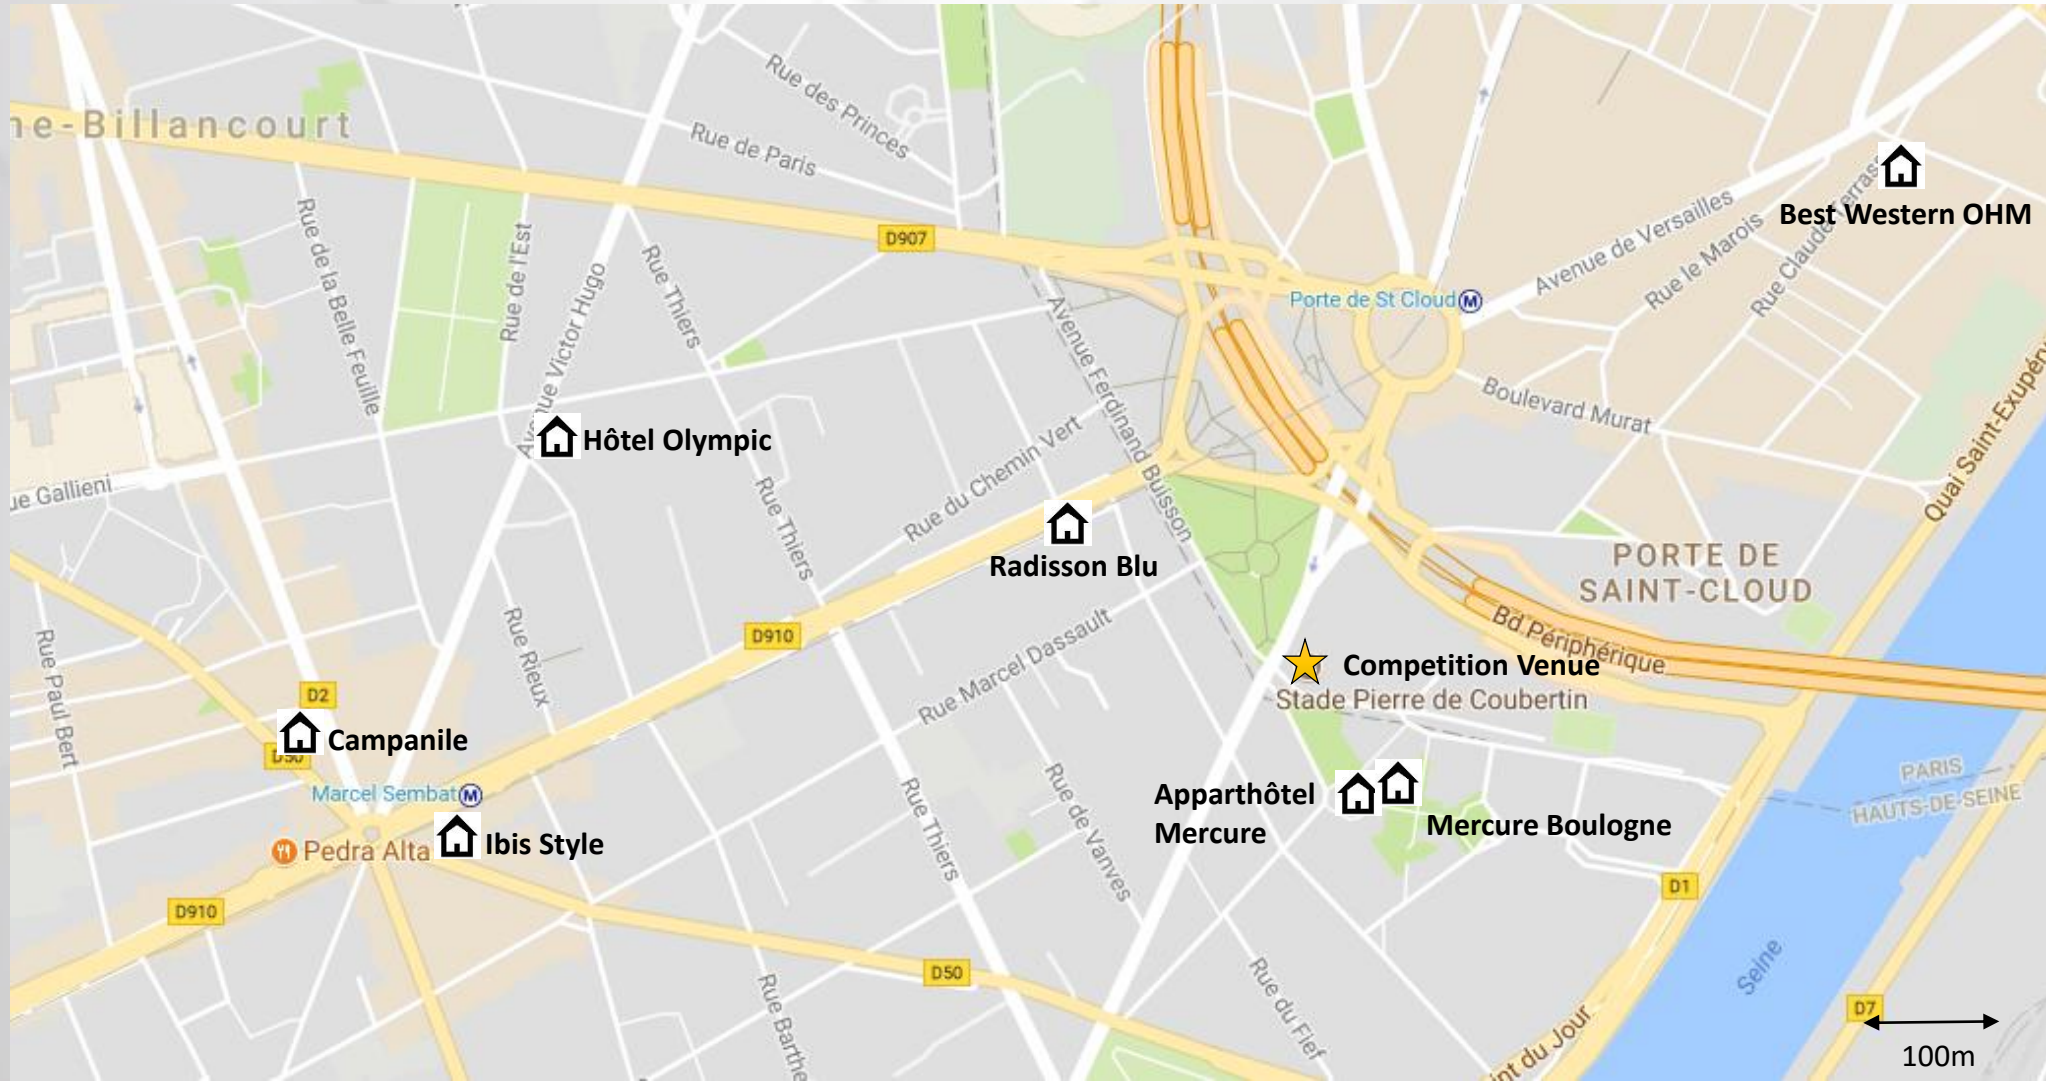 Rue des Princes
Rue de Paris
ne-Billancourt
D907
Best Western OHM
Avenue de Versailles
Rue le Marois
Rue Claude Terrass
Rue de la Belle Feuille
Rue de l'Est
Avenue Victor Hugo
Rue Thiers
Porte de St Cloud
M
Avenue Ferdinand Buisson
Boulevard Murat
Quai Saint-Exupéry
Hôtel Olympic
Rue du Chemin Vert
ue Gallieni
Rue Thiers
Radisson Blu
PORTE DE
SAINT-CLOUD
Rue Rieux
D910
Rue Marcel Dassault
Bd Périphérique
Rue Paul Bert
D2
Competition Venue
Stade Pierre de Coubertin
Campanile
D50
Marcel Sembat
M
Rue Thiers
Rue de Vanves
Apparthôtel
Mercure
Mercure Boulogne
PARIS
HAUTS-DE-SEINE
Pedra Alta
Ibis Style
D910
D1
D50
Seine
Rue Barthe
Rue du Fief
nt du Jour
D7
100m